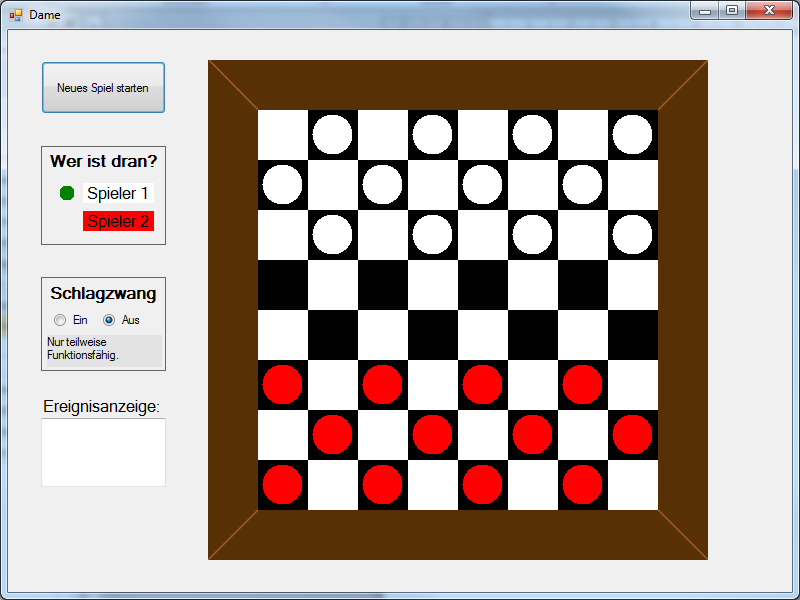 Dame
Neues Spiel starten
Wer ist dran?
Spieler 1
Spieler 2
Schlagzwang
Ein Aus
Nur teilweise
Funktionsfähig.
Ereignisanzeige: